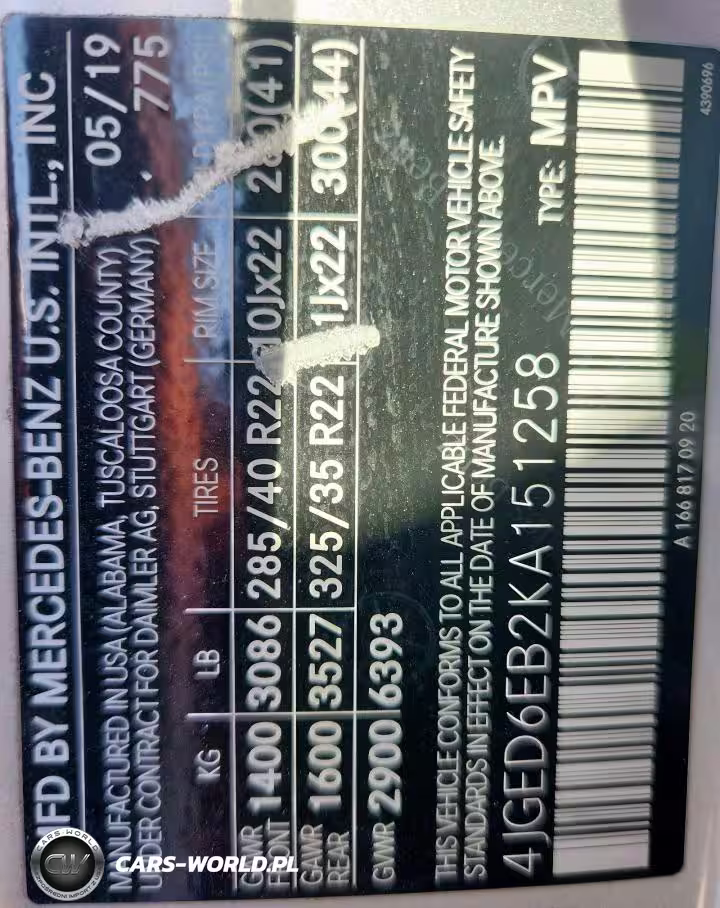 MFD BY MERCEDES-BENZ U.S. INTL., INC
MANUFACTURED IN USA (ALABAMA, TUSCALOOSA COUNTY) 05/19
UNDER CONTRACT FOR DAIMLER AG, STUTTGART (GERMANY) 775
KG LB TIRES RIM SIZE
GAWR FRONT 1400 3086 285/40 R22 10Jx22 (41)
GAWR REAR 1600 3527 325/35 R22 11Jx22 300(44)
GVWR 2900 6393
THIS VEHICLE CONFORMS TO ALL APPLICABLE FEDERAL MOTOR VEHICLE SAFETY
STANDARDS IN EFFECT ON THE DATE OF MANUFACTURE SHOWN ABOVE.
4JGED6EB2KA151258 TYPE: MPV
A 166 817 09 20
4390696
CARS-WORLD.PL
CARS-WORLD
CW